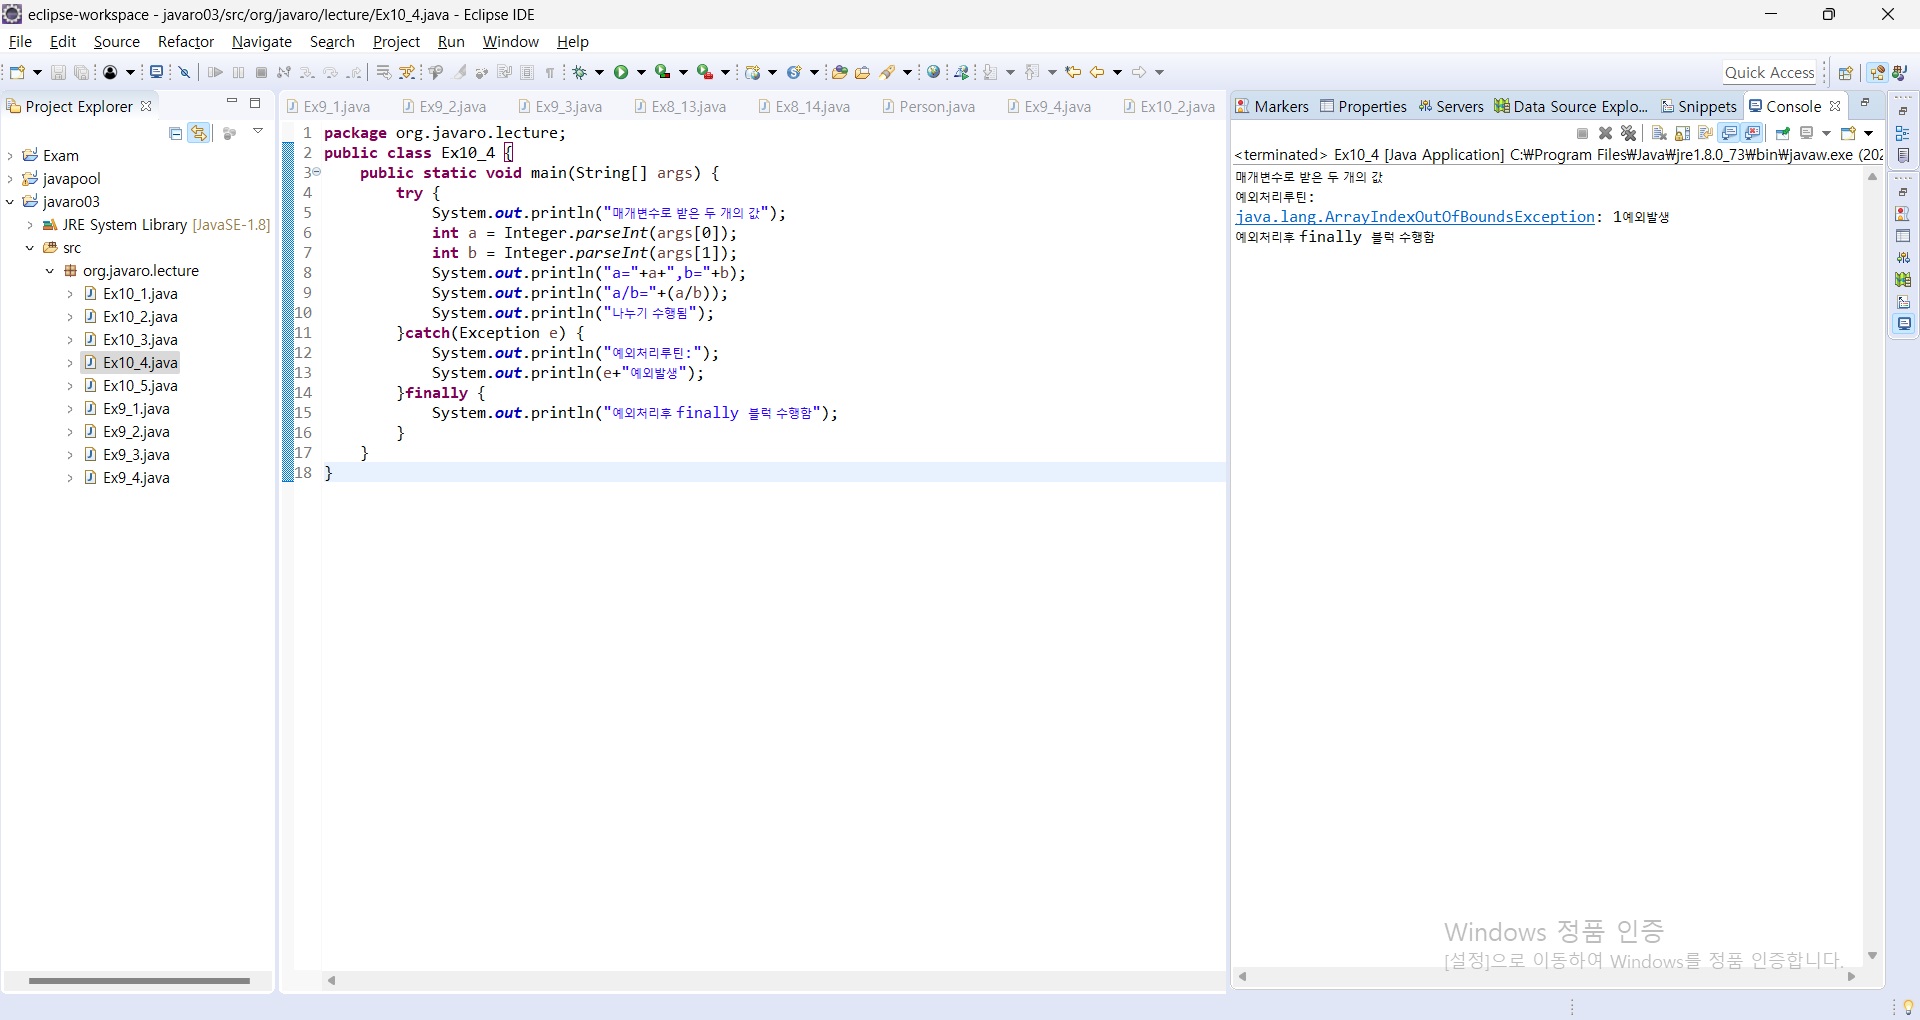 eclipse-workspace - javaro03/src/org/javaro/lecture/Ex10_4.java - Eclipse IDE
File Edit Source Refactor Navigate Search Project Run Window Help
Quick Access
Project Explorer
Exam
javapool
javaro03
JRE System Library [JavaSE-1.8]
src
org.javaro.lecture
Ex10_1.java
Ex10_2.java
Ex10_3.java
Ex10_4.java
Ex10_5.java
Ex9_1.java
Ex9_2.java
Ex9_3.java
Ex9_4.java
Ex9_1.java Ex9_2.java Ex9_3.java Ex8_13.java Ex8_14.java Person.java Ex9_4.java Ex10_2.java
1 package org.javaro.lecture;
2 public class Ex10_4 {
3 public static void main(String[] args) {
4 try {
5 System.out.println("매개변수로 받은 두 개의 값");
6 int a = Integer.parseInt(args[0]);
7 int b = Integer.parseInt(args[1]);
8 System.out.println("a="+a+",b="+b);
9 System.out.println("a/b="+(a/b));
10 System.out.println("나누기 수행됨");
11 }catch(Exception e) {
12 System.out.println("예외처리루틴:");
13 System.out.println(e+"예외발생");
14 }finally {
15 System.out.println("예외처리후 finally 블럭 수행함");
16 }
17 }
18 }
Markers Properties Servers Data Source Explo... Snippets Console
<terminated> Ex10_4 [Java Application] C:₩Program Files₩Java₩jre1.8.0_73₩bin₩javaw.exe (202
매개변수로 받은 두 개의 값
예외처리루틴:
java.lang.ArrayIndexOutOfBoundsException: 1예외발생
예외처리후 finally 블럭 수행함
Windows 정품 인증
[설정]으로 이동하여 Windows를 정품 인증합니다.